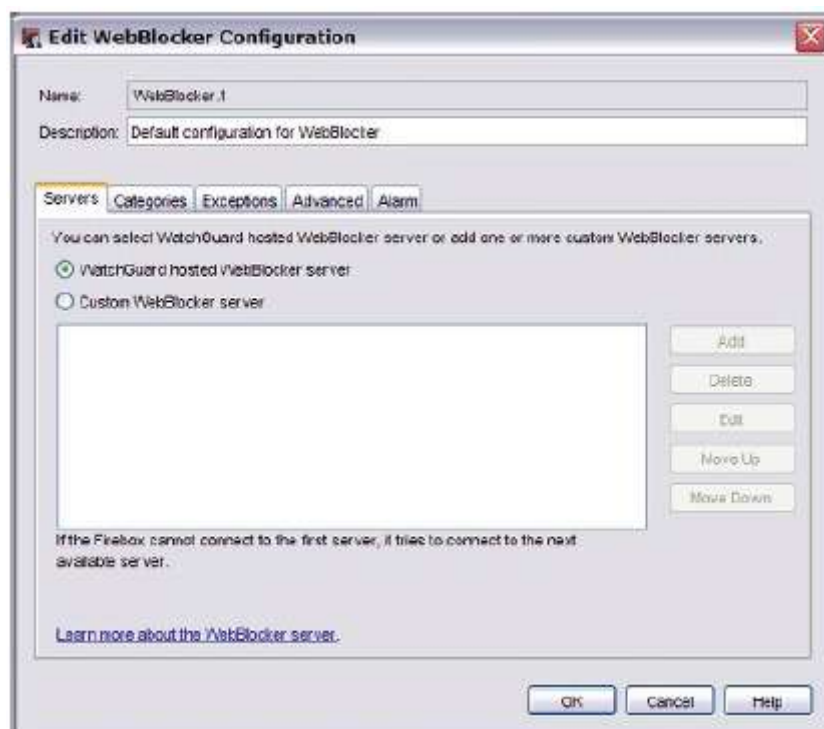 Edit WebBlocker Configuration
Name: WebBlocker.1
Description: Default configuration for WebBlocker
Servers Categories Exceptions Advanced Alarm
You can select WatchGuard hosted WebBlocker server or add one or more custom WebBlocker servers.
WatchGuard hosted WebBlocker server
Custom WebBlocker server
Add
Delete
Edit
Move Up
Move Down
If the Firebox cannot connect to the first server, it tries to connect to the next
available server.
Learn more about the WebBlocker server.
OK Cancel Help